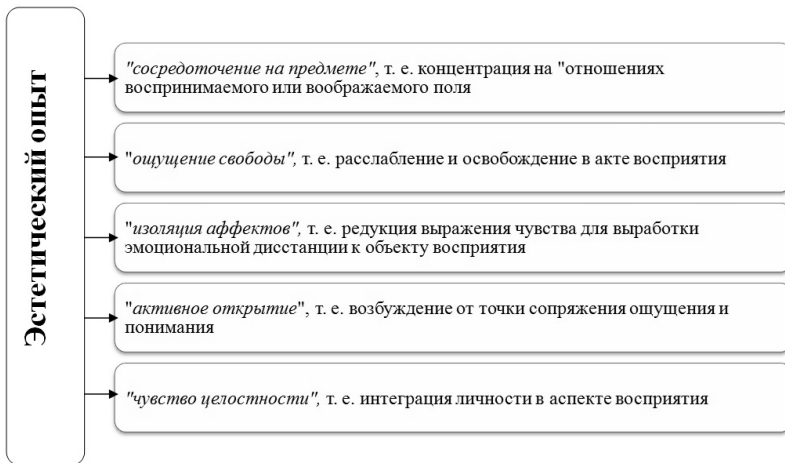 Эстетический опыт
"сосредоточение на предмете", т. е. концентрация на "отношениях
воспринимаемого или воображаемого поля
"ощущение свободы", т. е. расслабление и освобождение в акте восприятия
"изоляция аффектов", т. е. редукция выражения чувства для выработки
эмоциональной дисстанции к объекту восприятия
"активное открытие", т. е. возбуждение от точки сопряжения ощущения и
понимания
"чувство целостности", т. е. интеграция личности в аспекте восприятия